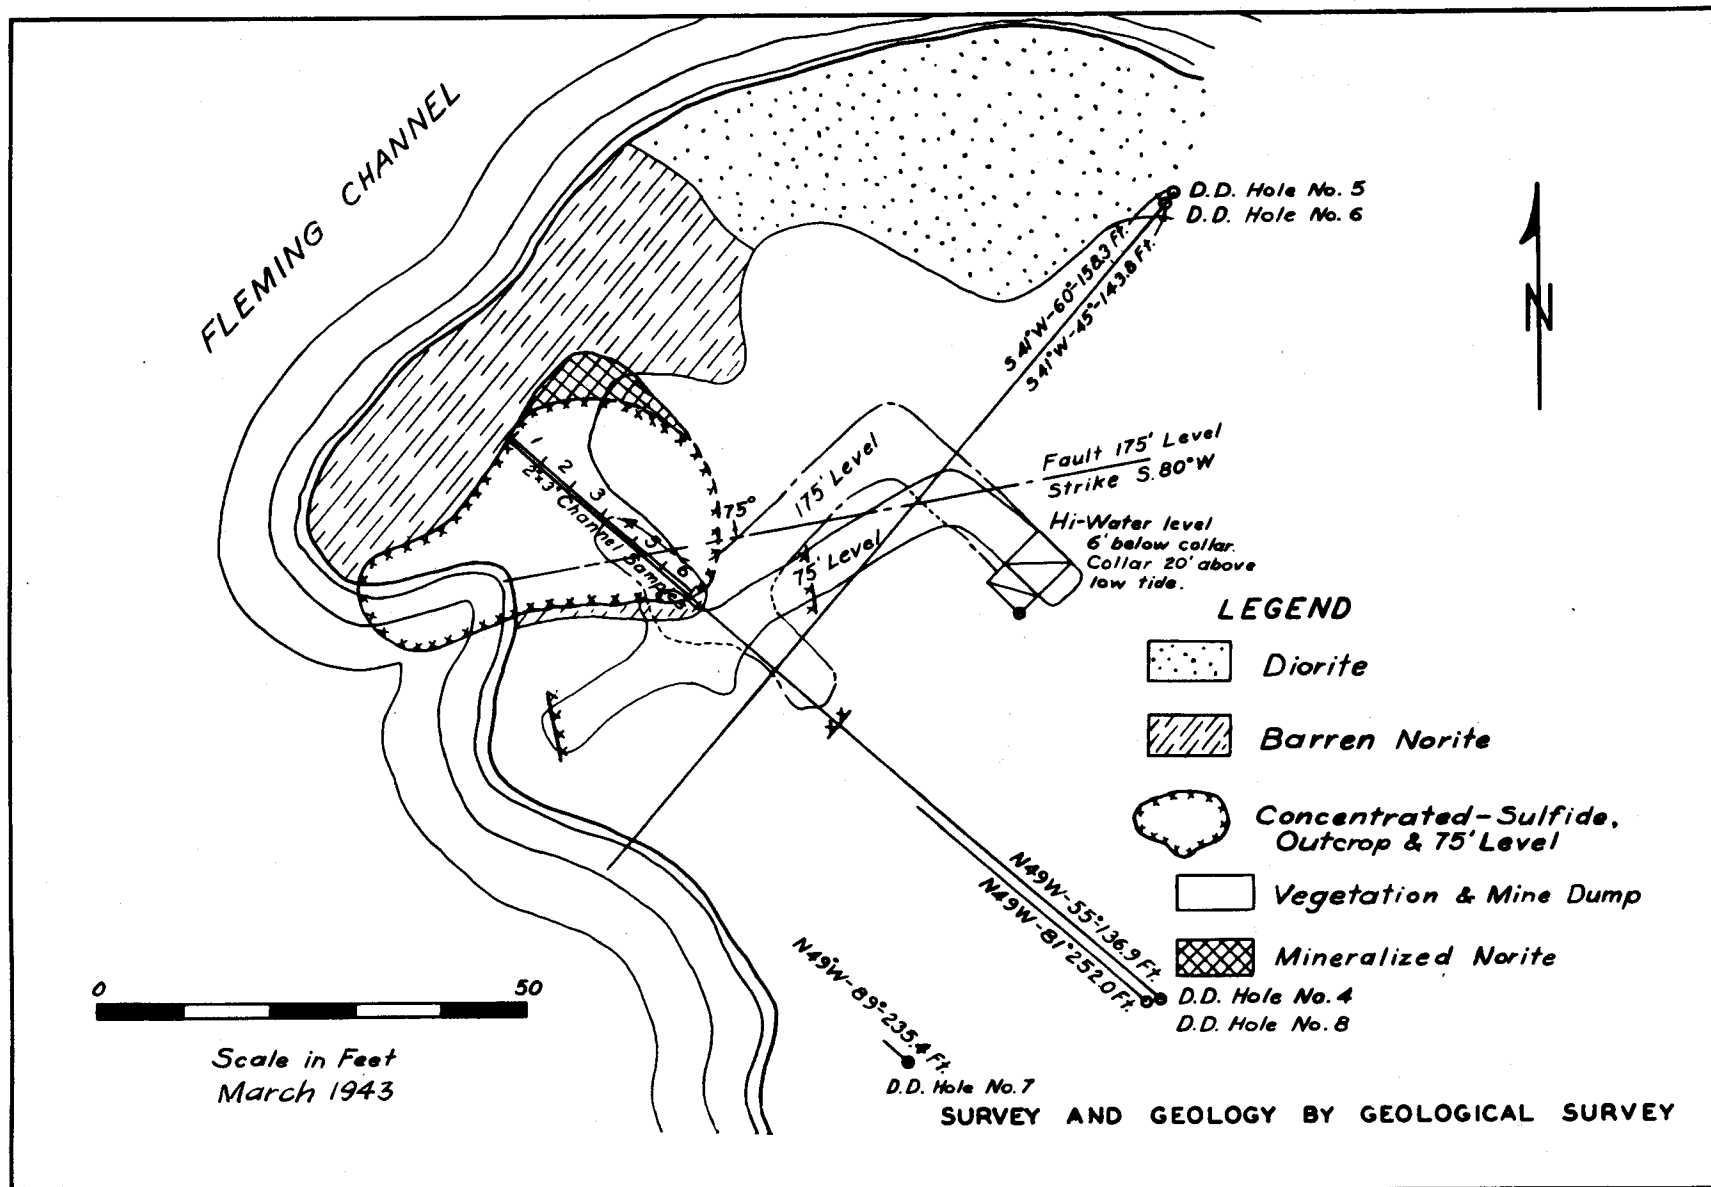 FLEMING CHANNEL
D.D. Hole No. 5
D.D. Hole No. 6
S 41° W-60°-158.3 Ft.
S 41° W-45°-143.8 Ft.
N
Fault 175' Level
Strike S. 80° W
175' Level
75' Level
75°
1
2
3
4
5
6
2"x3" Channel Samples
Hi-Water level
6' below collar.
Collar 20' above
low tide.
LEGEND
Diorite
Barren Norite
Concentrated-Sulfide,
Outcrop & 75' Level
Vegetation & Mine Dump
Mineralized Norite
N49W-55°-136.9 Ft.
N49W-81°252.0 Ft.
D.D. Hole No. 4
D.D. Hole No. 8
N49°W-89°-235.4 Ft.
D.D. Hole No. 7
0 50
Scale in Feet
March 1943
SURVEY AND GEOLOGY BY GEOLOGICAL SURVEY